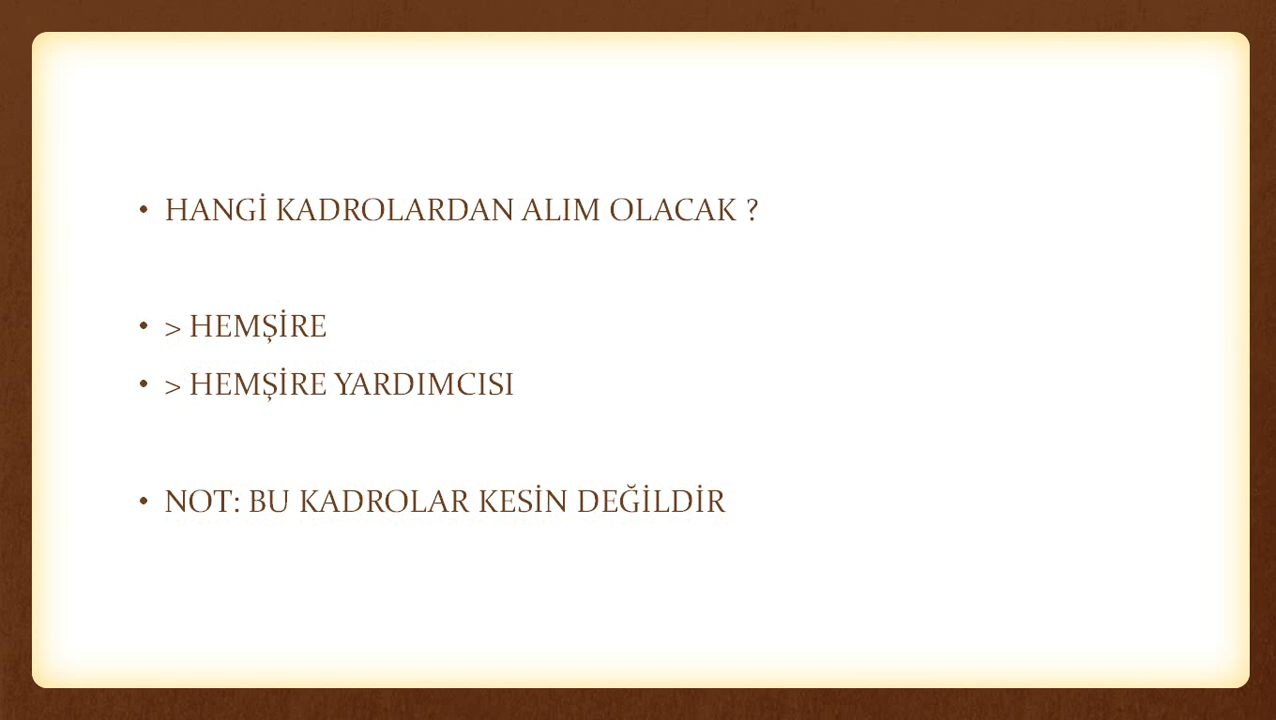 • HANGİ KADROLARDAN ALIM OLACAK ?
• > HEMŞİRE
• > HEMŞİRE YARDIMCISI
• NOT: BU KADROLAR KESİN DEĞİLDİR